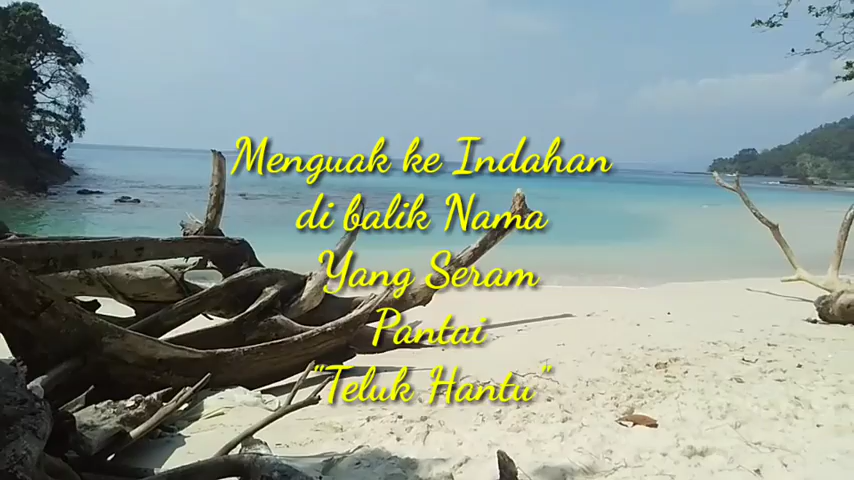 Menguak ke Indahan
di balik Nama
Yang Seram
Pantai
"Teluk Hantu"